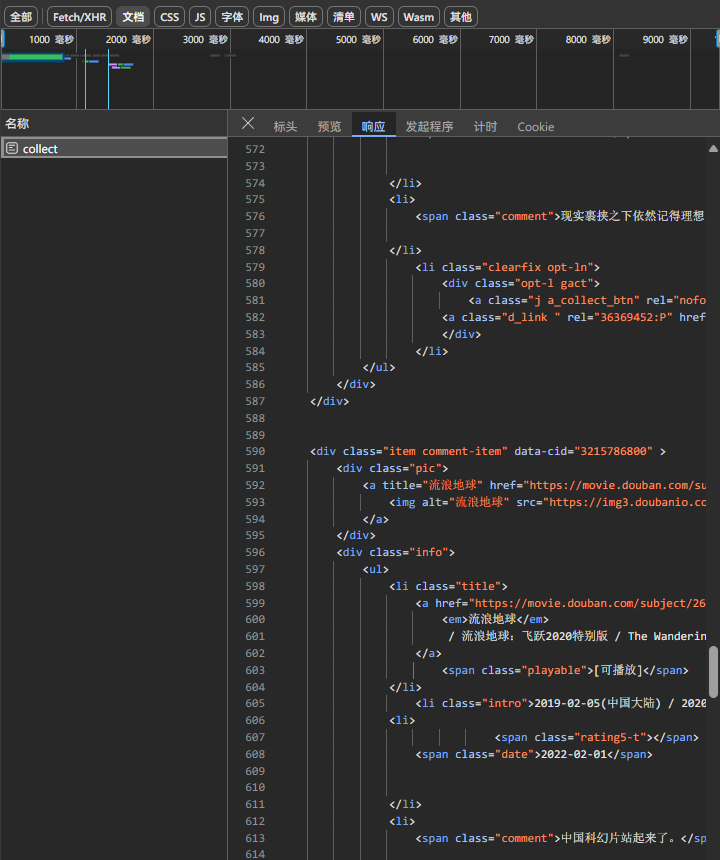 全部 Fetch/XHR 文档 CSS JS 字体 Img 媒体 清单 WS Wasm 其他
1000 毫秒 2000 毫秒 3000 毫秒 4000 毫秒 5000 毫秒 6000 毫秒 7000 毫秒 8000 毫秒 9000 毫秒
名称
标头 预览 响应 发起程序 计时 Cookie
collect
572
573
574 </li>
575 <li>
576 <span class="comment">现实裹挟之下依然记得理想
577
578 </li>
579 <li class="clearfix opt-ln">
580 <div class="opt-l gact">
581 <a class="j a_collect_btn" rel="nofo
582 <a class="d_link " rel="36369452:P" href
583 </div>
584 </li>
585 </ul>
586 </div>
587 </div>
588
589
590 <div class="item comment-item" data-cid="3215786800" >
591 <div class="pic">
592 <a title="流浪地球" href="https://movie.douban.com/su
593 <img alt="流浪地球" src="https://img3.doubanio.co
594 </a>
595 </div>
596 <div class="info">
597 <ul>
598 <li class="title">
599 <a href="https://movie.douban.com/subject/26
600 <em>流浪地球</em>
601 / 流浪地球：飞跃2020特别版 / The Wanderin
602 </a>
603 <span class="playable">[可播放]</span>
604 </li>
605 <li class="intro">2019-02-05(中国大陆) / 2020
606 <li>
607 <span class="rating5-t"></span>
608 <span class="date">2022-02-01</span>
609
610
611 </li>
612 <li>
613 <span class="comment">中国科幻片站起来了。</sp
614